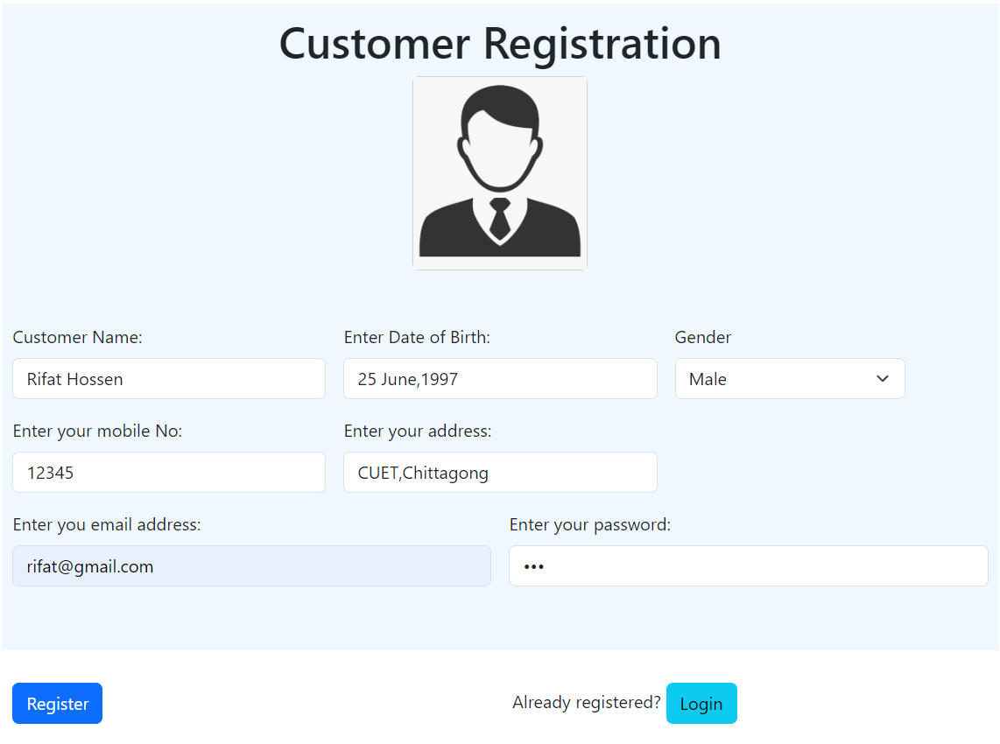 Customer Registration
Customer Name: Enter Date of Birth: Gender
Rifat Hossen 25 June,1997 Male
Enter your mobile No: Enter your address:
12345 CUET,Chittagong
Enter you email address: Enter your password:
rifat@gmail.com •••
Register Already registered? Login